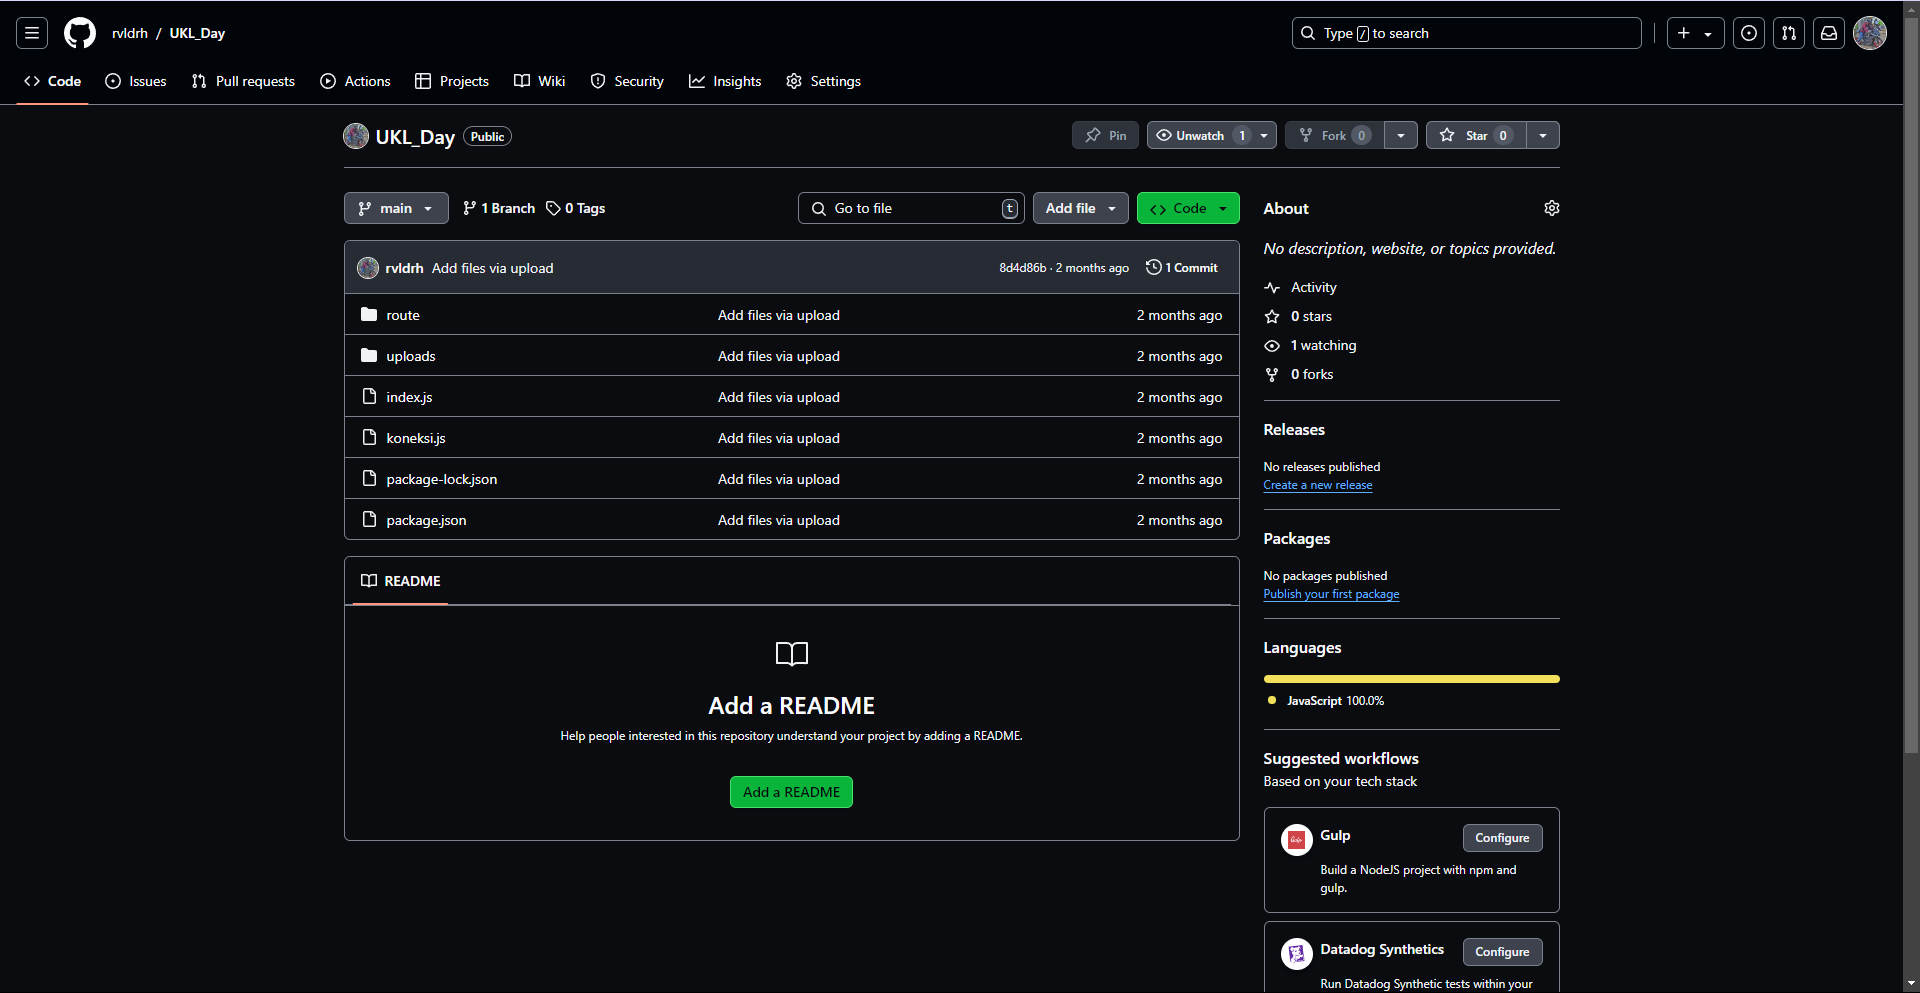 rvldrh / UKL_Day
Type / to search
Code Issues Pull requests Actions Projects Wiki Security Insights Settings
UKL_Day Public
Pin Unwatch 1 Fork 0 Star 0
main 1 Branch 0 Tags
Go to file t Add file Code
rvldrh Add files via upload 8d4d86b · 2 months ago 1 Commit
route Add files via upload 2 months ago
uploads Add files via upload 2 months ago
index.js Add files via upload 2 months ago
koneksi.js Add files via upload 2 months ago
package-lock.json Add files via upload 2 months ago
package.json Add files via upload 2 months ago
README
Add a README
Help people interested in this repository understand your project by adding a README.
Add a README
About
No description, website, or topics provided.
Activity
0 stars
1 watching
0 forks
Releases
No releases published
Create a new release
Packages
No packages published
Publish your first package
Languages
JavaScript 100.0%
Suggested workflows
Based on your tech stack
Gulp Configure
Build a NodeJS project with npm and
gulp.
Datadog Synthetics Configure
Run Datadog Synthetic tests within your